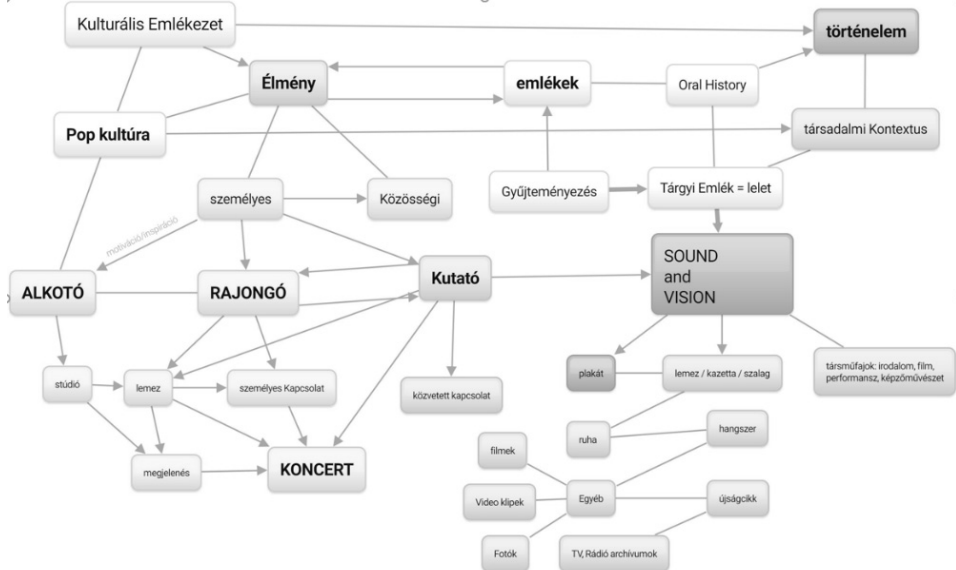 Kulturális Emlékezet
történelem
Élmény
emlékek
Oral History
Pop kultúra
társadalmi Kontextus
személyes
Közösségi
Gyűjteményezés
Tárgyi Emlék = lelet
motiváció/inspiráció
SOUND
and
VISION
ALKOTÓ
RAJONGÓ
Kutató
stúdió
lemez
személyes Kapcsolat
közvetett kapcsolat
plakát
lemez / kazetta / szalag
társműfajok: irodalom, film,
performansz, képzőművészet
megjelenés
KONCERT
filmek
ruha
hangszer
Video klipek
Egyéb
újságcikk
Fotók
TV, Rádió archívumok